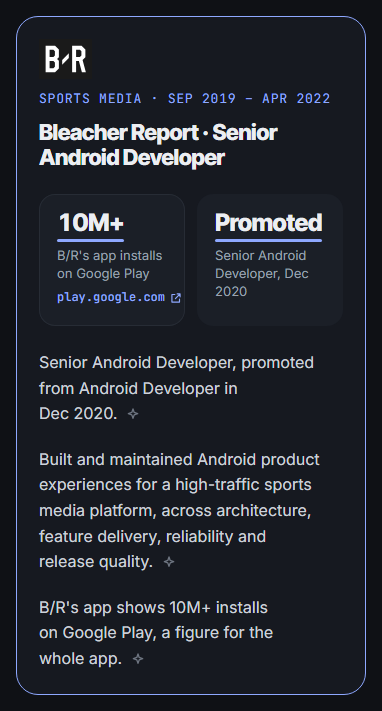 B/R
SPORTS MEDIA · SEP 2019 – APR 2022
Bleacher Report · Senior
Android Developer
10M+
B/R's app installs
on Google Play
play.google.com
Promoted
Senior Android
Developer, Dec
2020
Senior Android Developer, promoted
from Android Developer in
Dec 2020.
Built and maintained Android product
experiences for a high-traffic sports
media platform, across architecture,
feature delivery, reliability and
release quality.
B/R's app shows 10M+ installs
on Google Play, a figure for the
whole app.